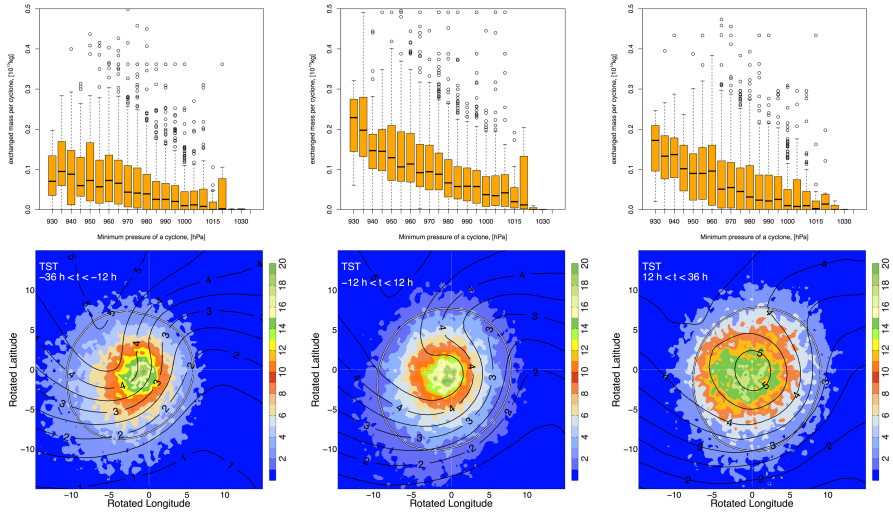 0.5
0.4
0.3
0.2
0.1
0.0
exchanged mass per cyclone, [10¹⁵kg]
930 940 950 960 970 980 990 1000 1015 1030
Minimum pressure of a cyclone, [hPa]
0.5
0.4
0.3
0.2
0.1
0.0
exchanged mass per cyclone, [10¹⁵kg]
930 940 950 960 970 980 990 1000 1015 1030
Minimum pressure of a cyclone, [hPa]
0.5
0.4
0.3
0.2
0.1
0.0
exchanged mass per cyclone, [10¹⁵kg]
930 940 950 960 970 980 990 1000 1015 1030
Minimum pressure of a cyclone, [hPa]
TST
−36 h < t < −12 h
10
5
0
−5
−10
Rotated Latitude
−10 −5 0 5 10
Rotated Longitude
20
18
16
14
12
10
8
6
4
2
TST
−12 h < t < 12 h
10
5
0
−5
−10
Rotated Latitude
−10 −5 0 5 10
Rotated Longitude
20
18
16
14
12
10
8
6
4
2
TST
12 h < t < 36 h
10
5
0
−5
−10
Rotated Latitude
−10 −5 0 5 10
Rotated Longitude
20
18
16
14
12
10
8
6
4
2